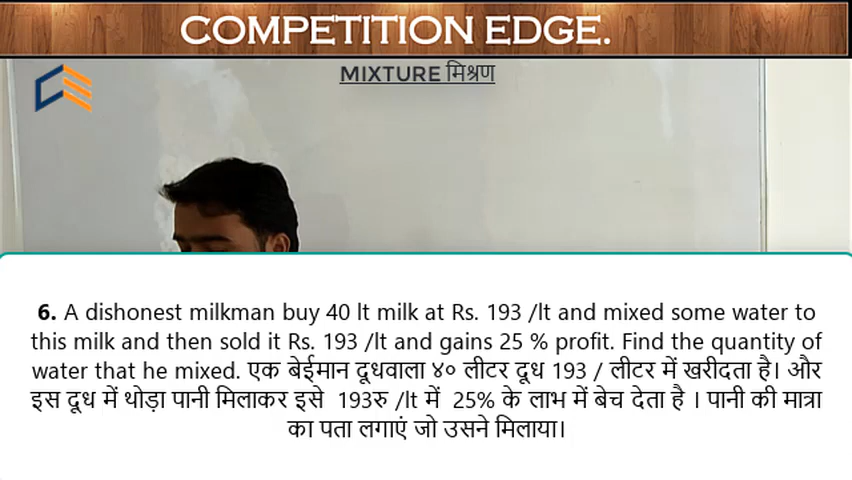 COMPETITION EDGE.
MIXTURE मिश्रण
6. A dishonest milkman buy 40 lt milk at Rs. 193 /lt and mixed some water to
this milk and then sold it Rs. 193 /lt and gains 25 % profit. Find the quantity of
water that he mixed. एक बेईमान दूधवाला ४० लीटर दूध 193 / लीटर में खरीदता है। और
इस दूध में थोड़ा पानी मिलाकर इसे 193रु /lt में 25% के लाभ में बेच देता है । पानी की मात्रा
का पता लगाएं जो उसने मिलाया।